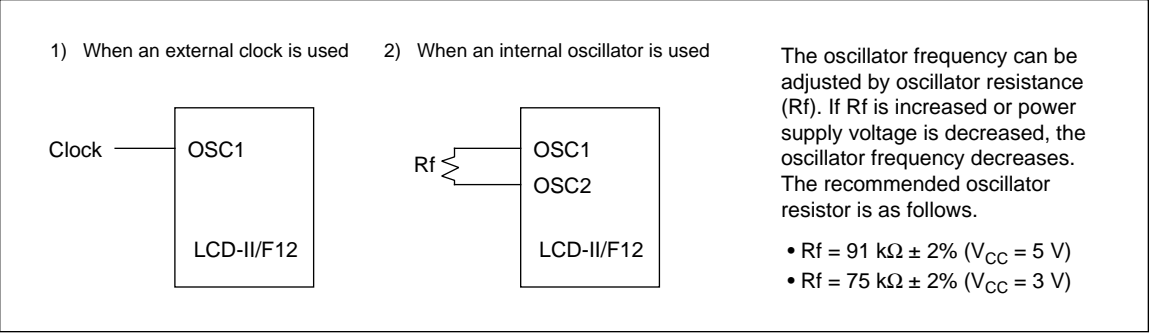 1) When an external clock is used
Clock
OSC1
LCD-II/F12
2) When an internal oscillator is used
Rf
OSC1
OSC2
LCD-II/F12
The oscillator frequency can be
adjusted by oscillator resistance
(Rf). If Rf is increased or power
supply voltage is decreased, the
oscillator frequency decreases.
The recommended oscillator
resistor is as follows.
• Rf = 91 kΩ ± 2% (VCC = 5 V)
• Rf = 75 kΩ ± 2% (VCC = 3 V)